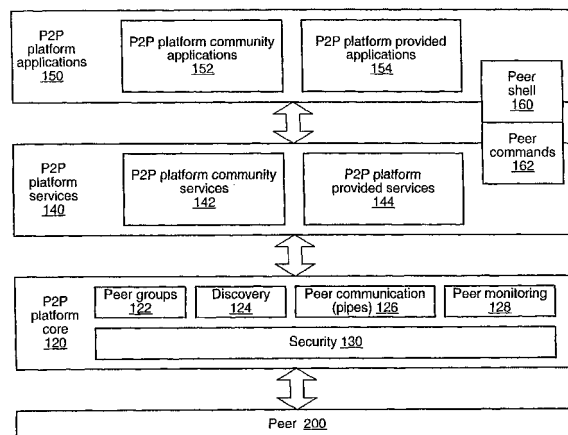 P2P
platform
applications
150
P2P platform community
applications
152
P2P platform provided
applications
154
Peer
shell
160
Peer
commands
162
P2P
platform
services
140
P2P platform community
services
142
P2P platform
provided services
144
P2P
platform
core
120
Peer groups
122
Discovery
124
Peer communication
(pipes) 126
Peer monitoring
128
Security 130
Peer 200